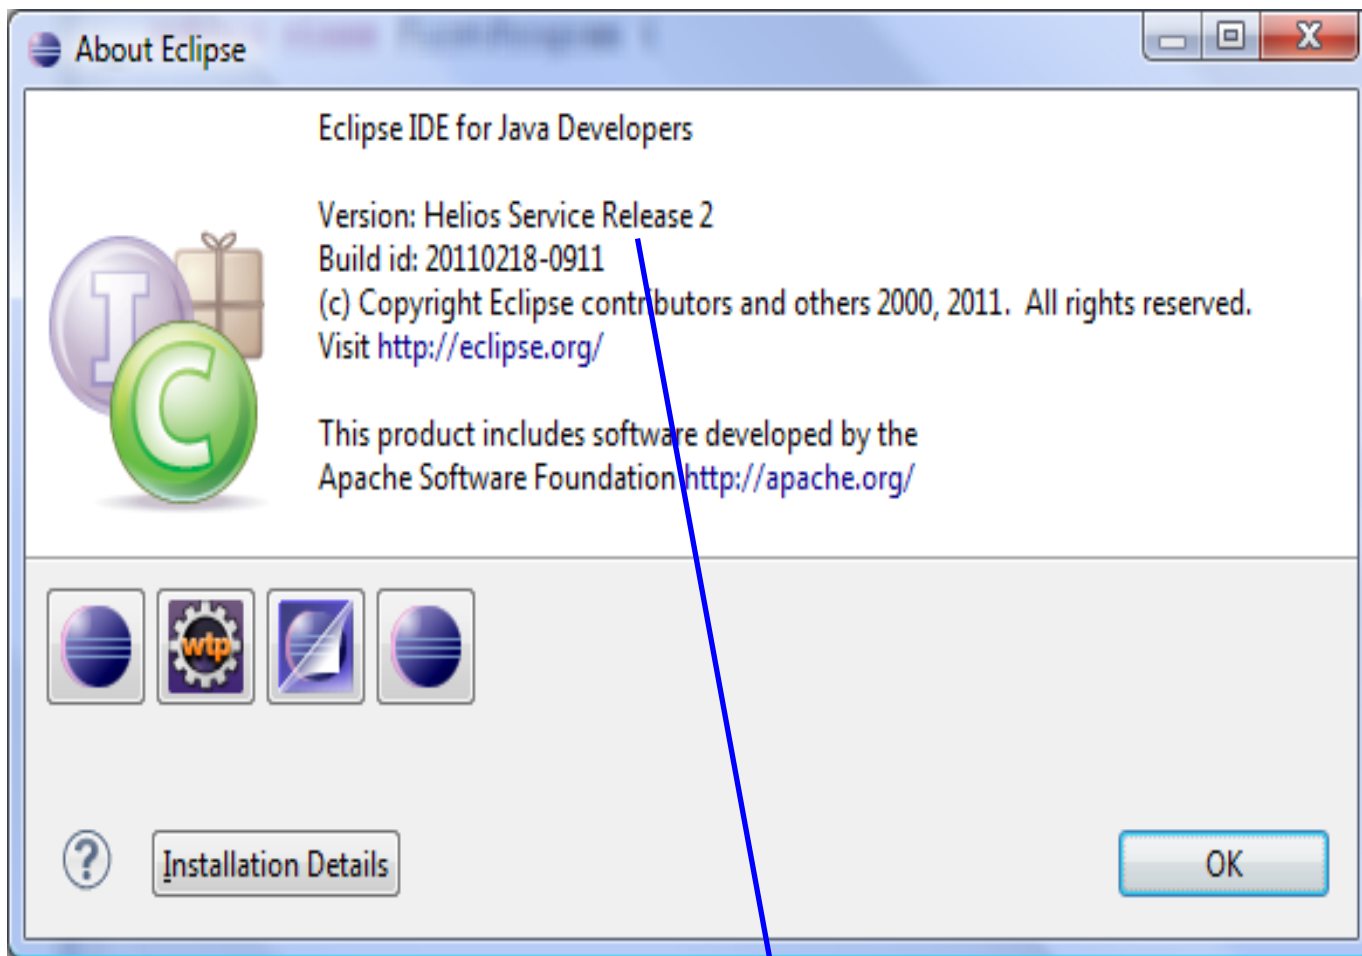 About Eclipse
Eclipse IDE for Java Developers
Version: Helios Service Release 2
Build id: 20110218-0911
(c) Copyright Eclipse contributors and others 2000, 2011.  All rights reserved.
Visit http://eclipse.org/
This product includes software developed by the
Apache Software Foundation http://apache.org/
I
C
wtp
?
Installation Details
OK